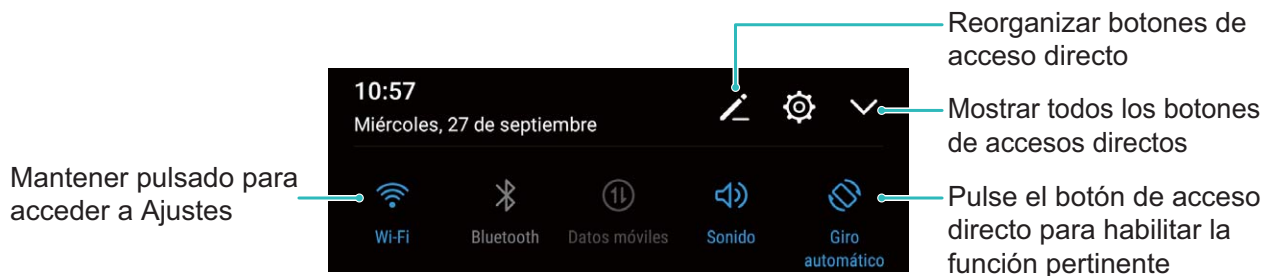 Reorganizar botones de
acceso directo
10:57
Miércoles, 27 de septiembre
Mostrar todos los botones
de accesos directos
Mantener pulsado para
acceder a Ajustes
Wi-Fi
Bluetooth
Datos móviles
Sonido
Giro
automático
Pulse el botón de acceso
directo para habilitar la
función pertinente